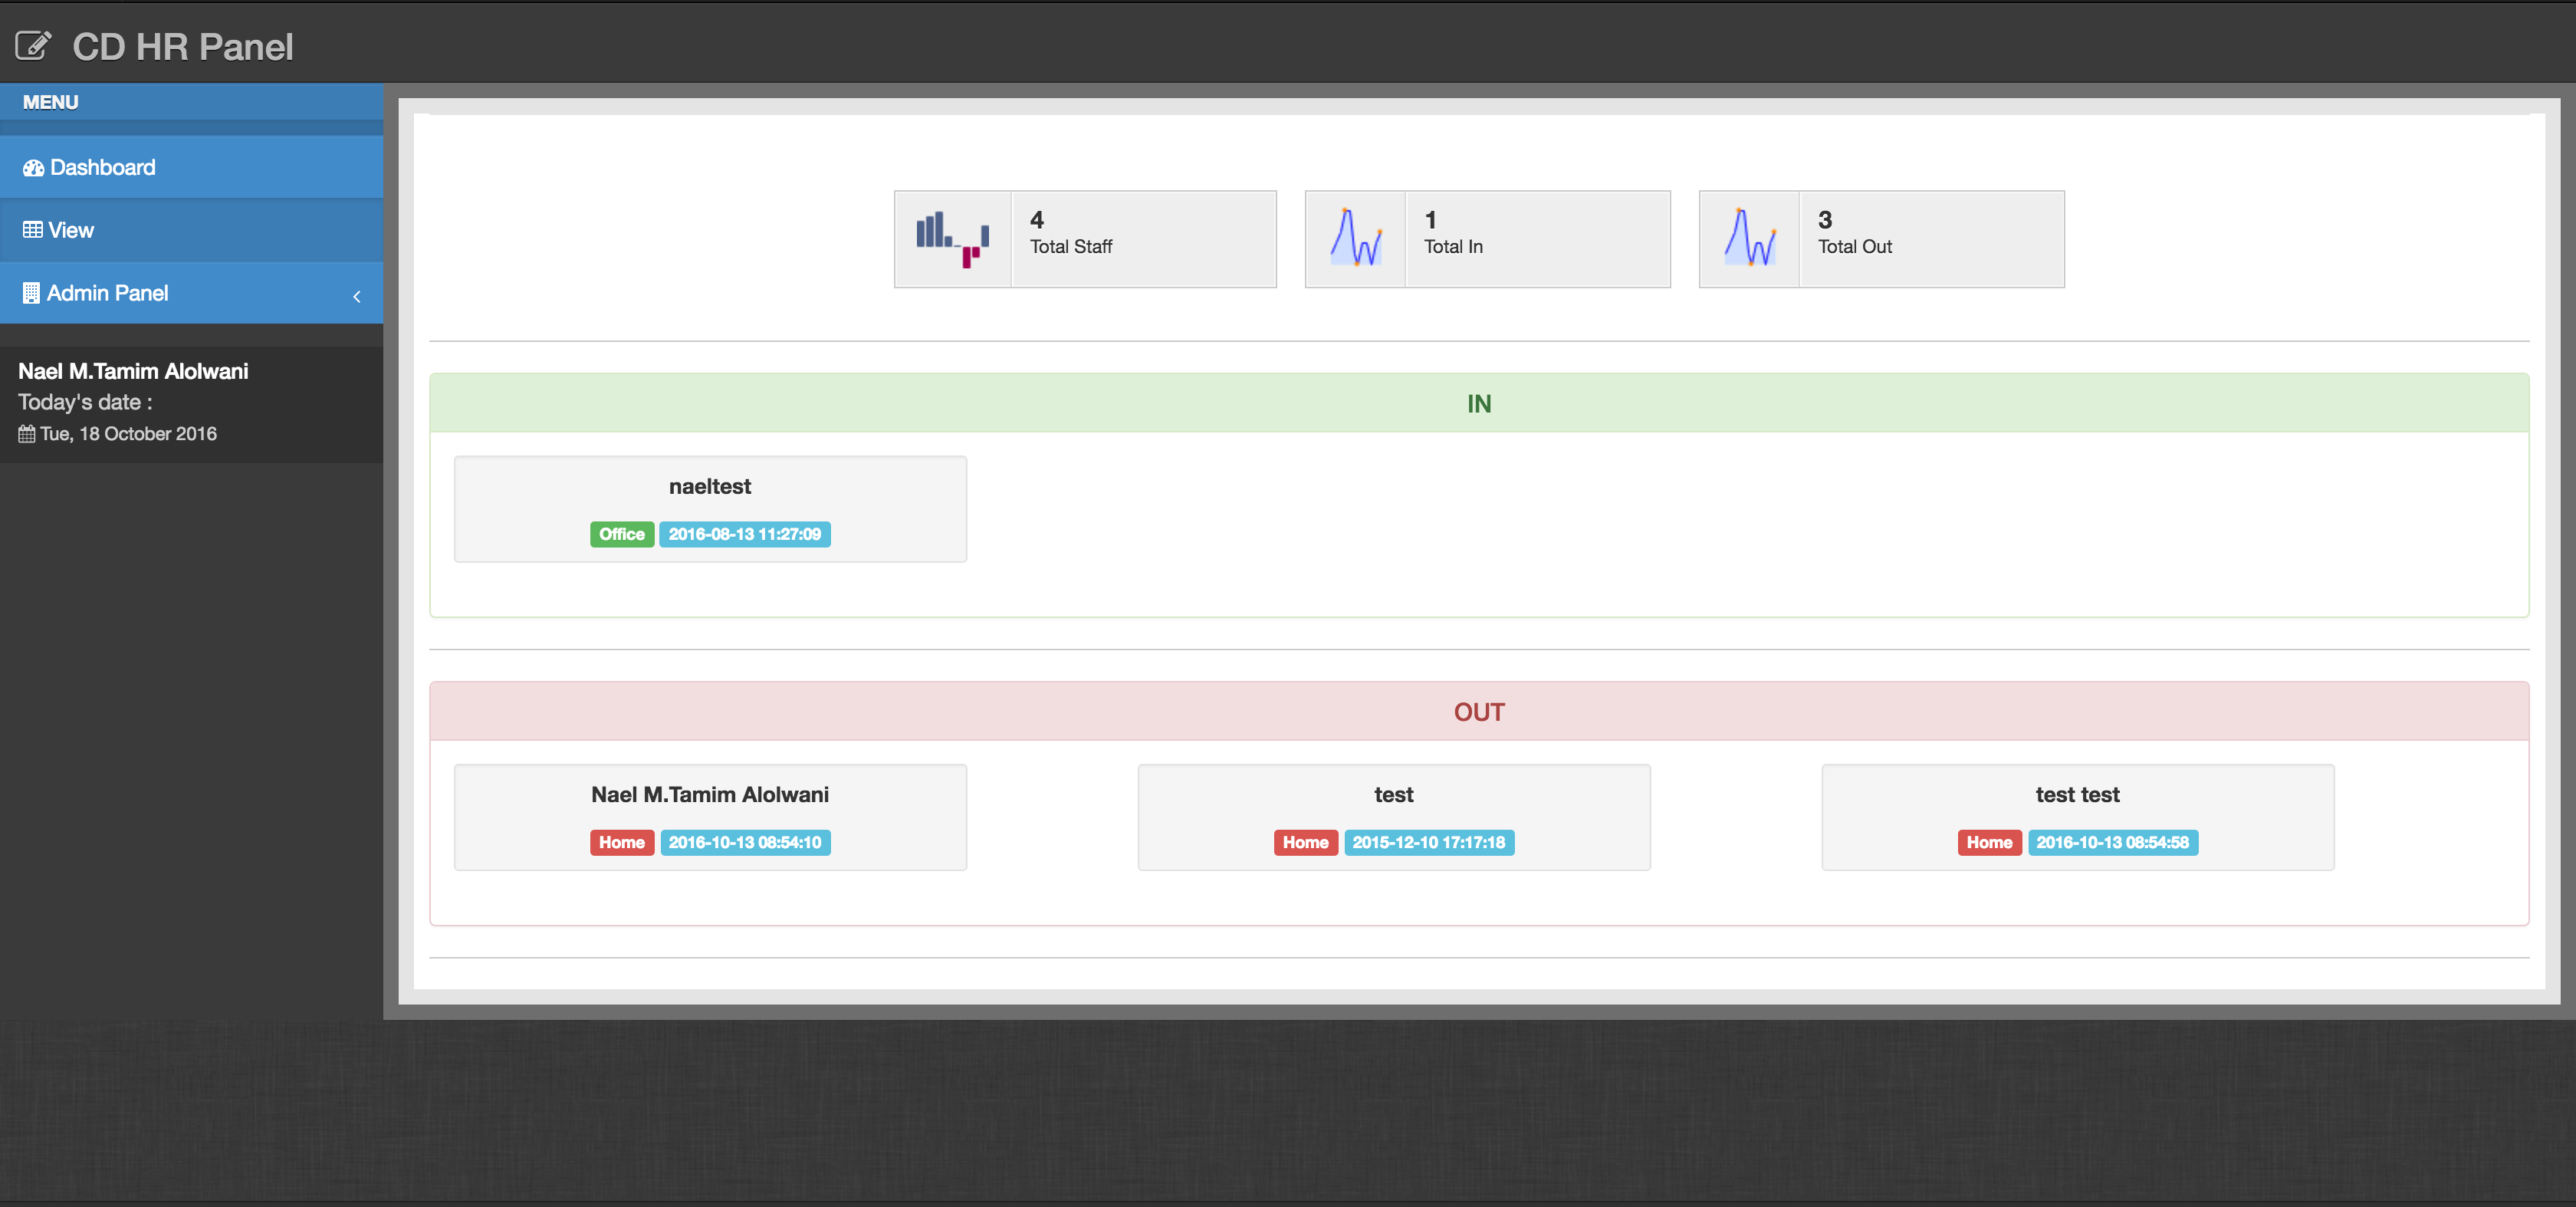 CD HR Panel
MENU
Dashboard
View
Admin Panel
Nael M.Tamim Alolwani
Today's date :
Tue, 18 October 2016
4
Total Staff
1
Total In
3
Total Out
IN
naeltest
Office 2016-08-13 11:27:09
OUT
Nael M.Tamim Alolwani
Home 2016-10-13 08:54:10
test
Home 2015-12-10 17:17:18
test test
Home 2016-10-13 08:54:58